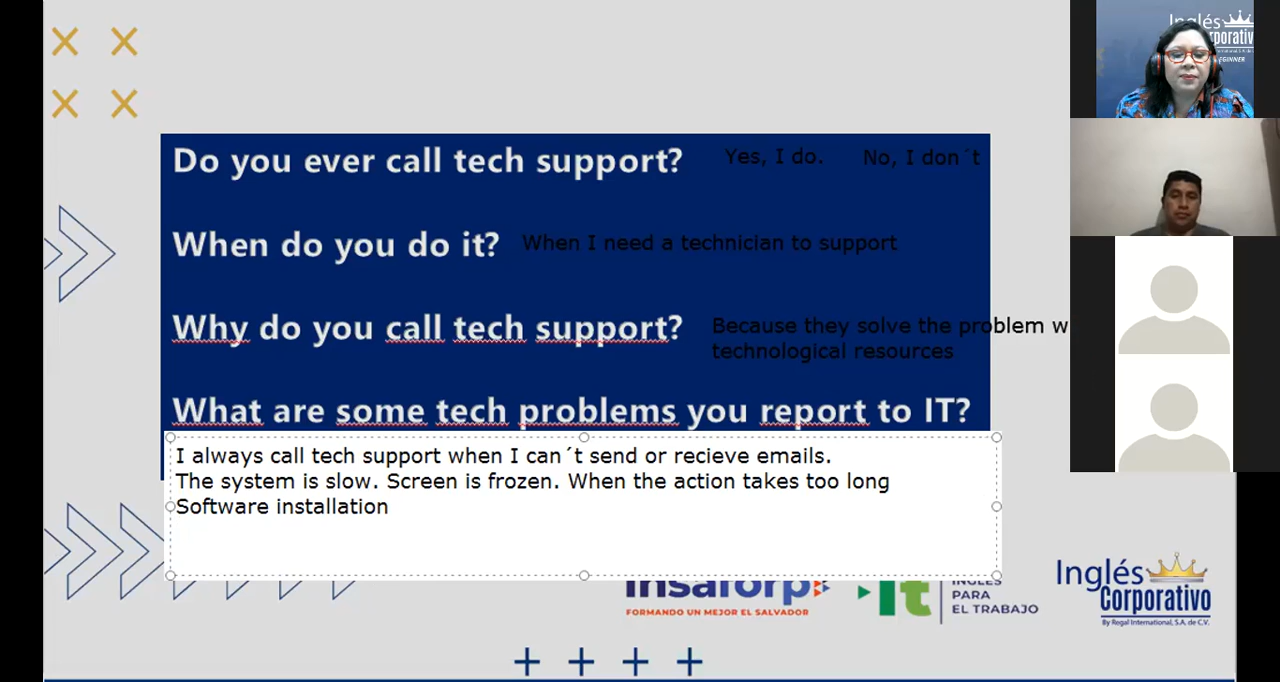 Do you ever call tech support? Yes, I do. No, I don´t
When do you do it? When I need a technician to support
Why do you call tech support? Because they solve the problem w
technological resources
What are some tech problems you report to IT?
I always call tech support when I can´t send or recieve emails.
The system is slow. Screen is frozen. When the action takes too long
Software installation
insaforp
FORMANDO UN MEJOR EL SALVADOR
It
INGLÉS
PARA
EL TRABAJO
Inglés
Corporativo
By Regal International, S.A. de C.V.
Inglés
orporativ
EGINNER